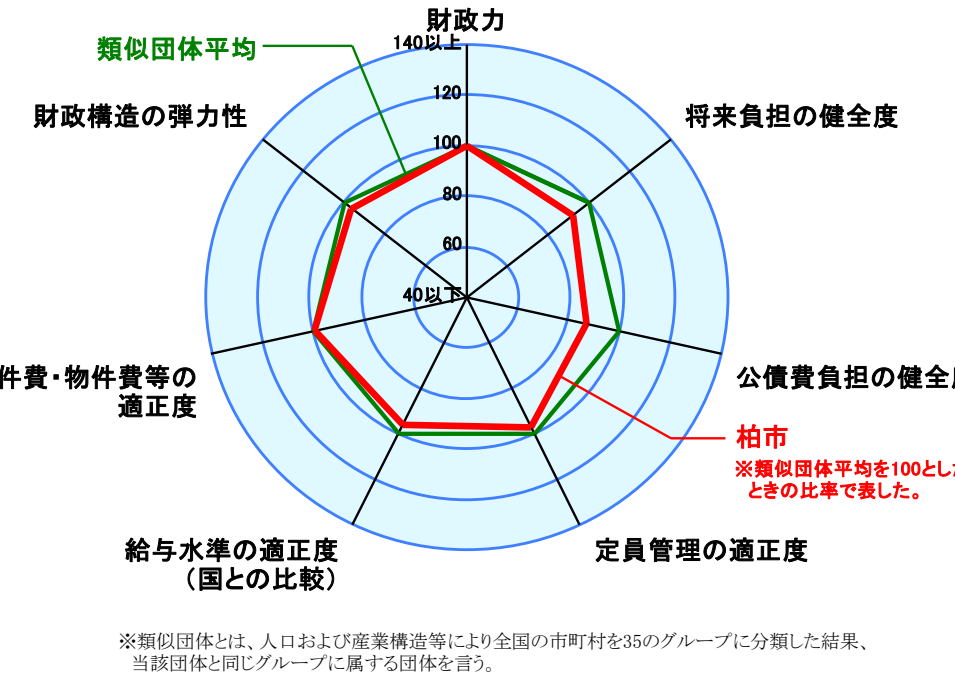 財政力
140以上
類似団体平均
120
財政構造の弾力性
将来負担の健全度
100
80
60
40以下
件費・物件費等の
適正度
公債費負担の健全度
柏市
※類似団体平均を100とした
ときの比率で表した。
給与水準の適正度
（国との比較）
定員管理の適正度
※類似団体とは、人口および産業構造等により全国の市町村を35のグループに分類した結果、
当該団体と同じグループに属する団体を言う。